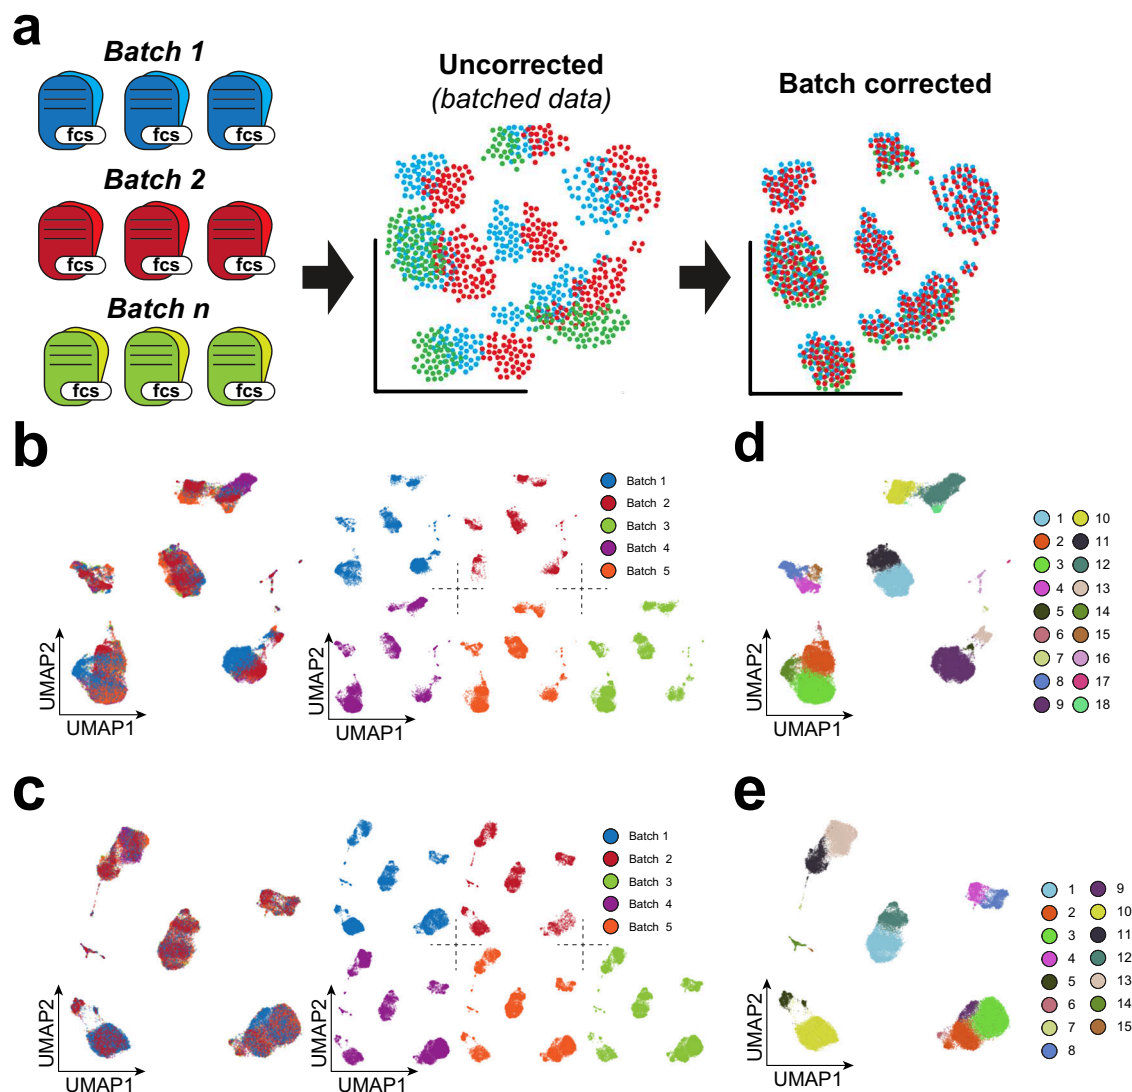 a
Batch 1
fcs fcs fcs
Batch 2
fcs fcs fcs
Batch n
fcs fcs fcs
Uncorrected
(batched data)
Batch corrected
b
UMAP2
UMAP1
UMAP2
UMAP1
Batch 1
Batch 2
Batch 3
Batch 4
Batch 5
d
UMAP2
UMAP1
1 10
2 11
3 12
4 13
5 14
6 15
7 16
8 17
9 18
c
UMAP2
UMAP1
UMAP2
UMAP1
Batch 1
Batch 2
Batch 3
Batch 4
Batch 5
e
UMAP2
UMAP1
1 9
2 10
3 11
4 12
5 13
6 14
7 15
8